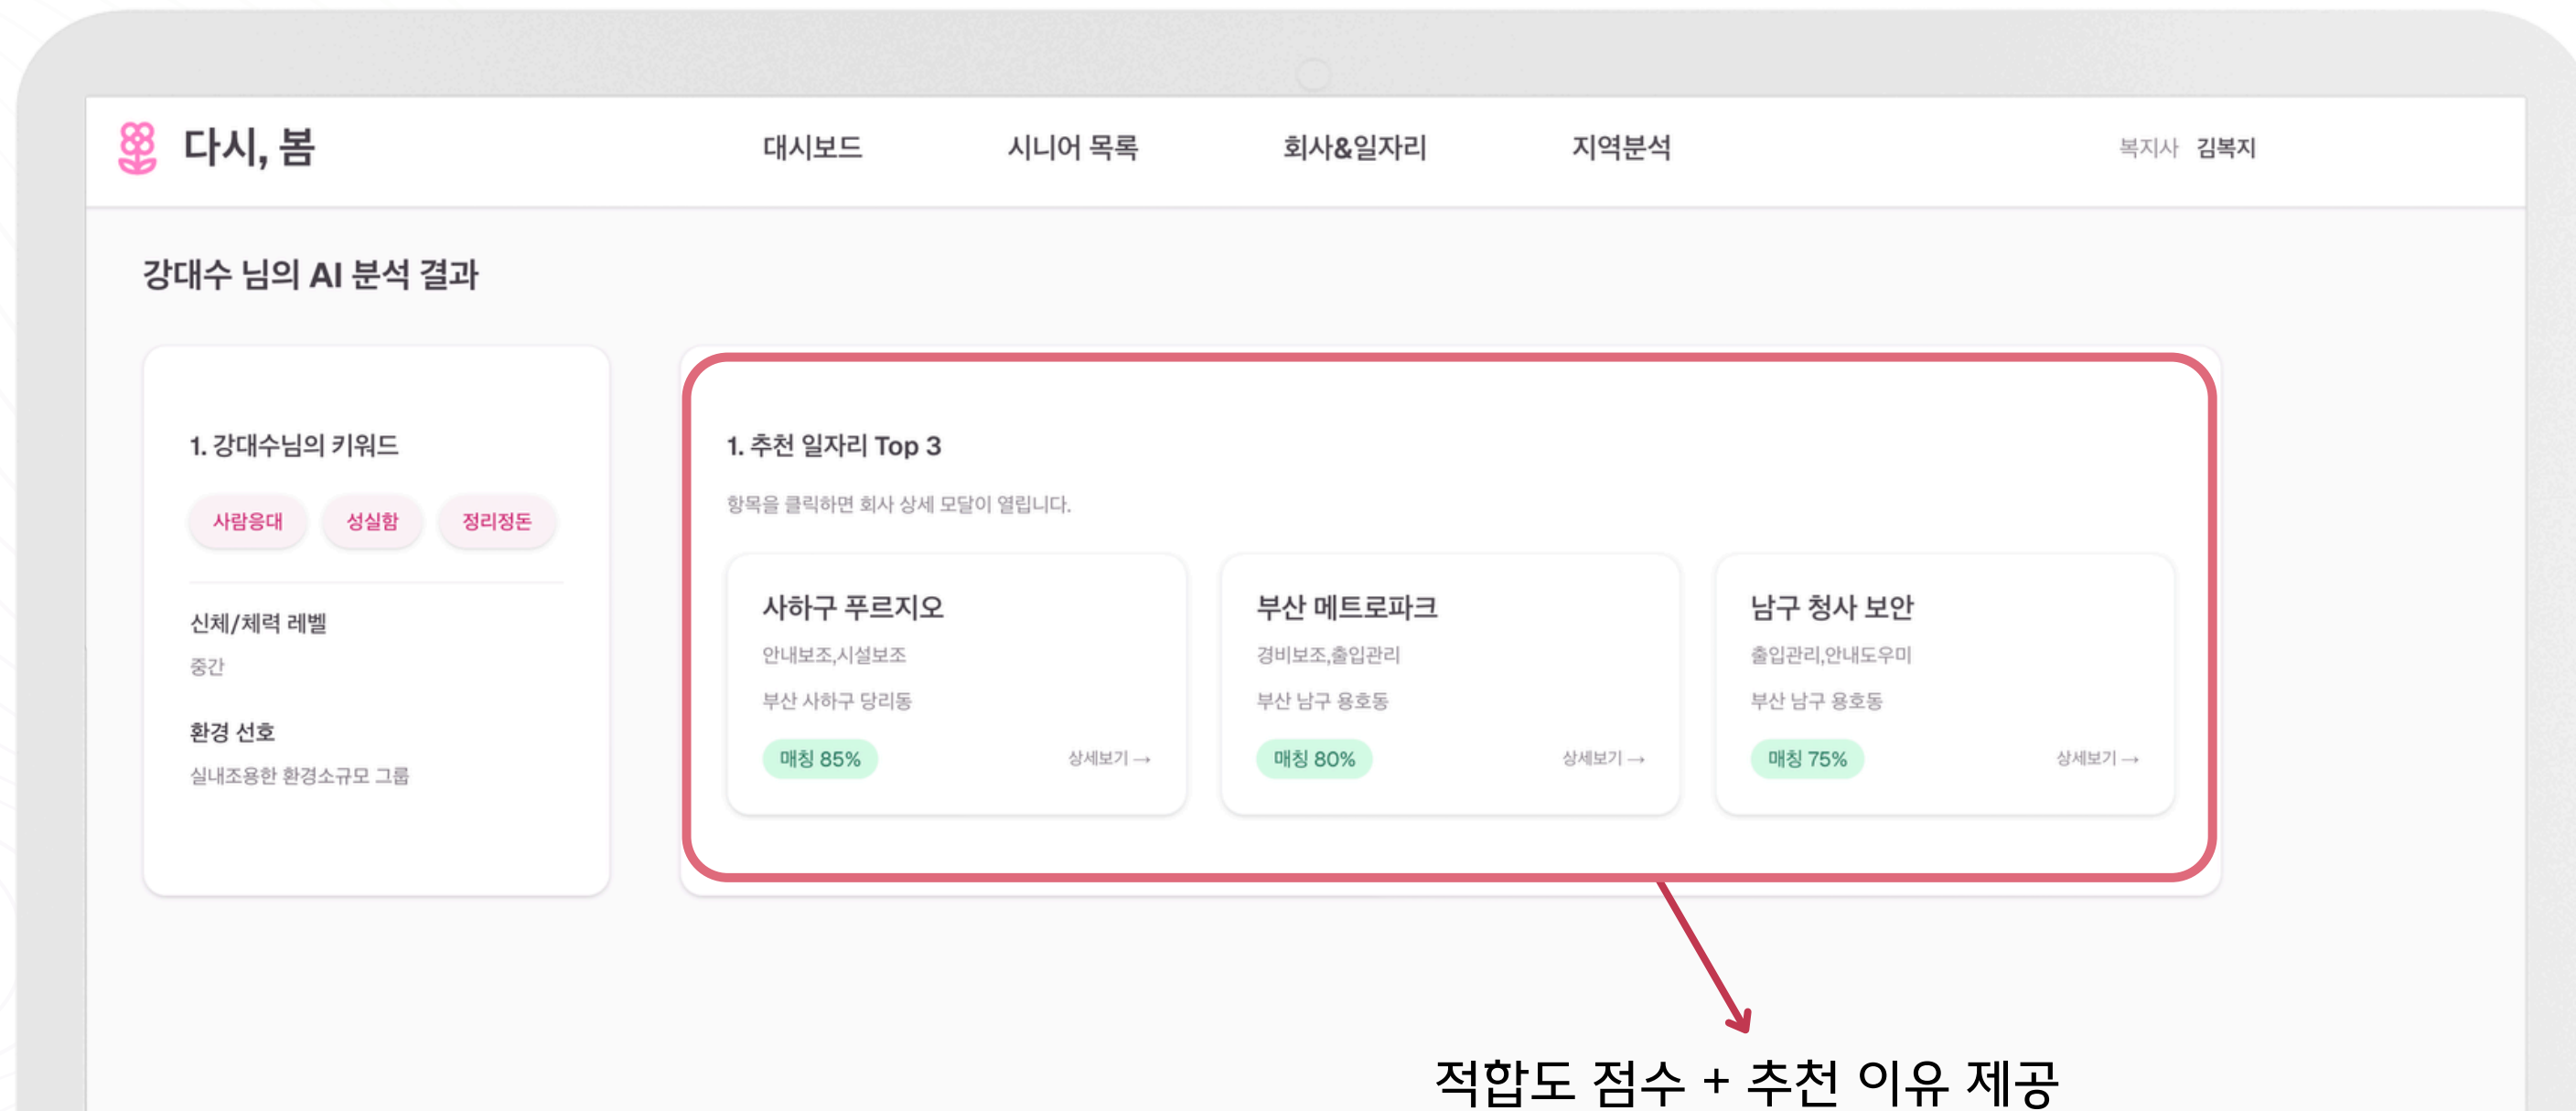 다시, 봄
대시보드
시니어 목록
회사&일자리
지역분석
복지사 김복지
강대수 님의 AI 분석 결과
1. 강대수님의 키워드
사람응대
성실함
정리정돈
신체/체력 레벨
중간
환경 선호
실내조용한 환경소규모 그룹
1. 추천 일자리 Top 3
항목을 클릭하면 회사 상세 모달이 열립니다.
사하구 푸르지오
안내보조,시설보조
부산 사하구 당리동
매칭 85%
상세보기 →
부산 메트로파크
경비보조,출입관리
부산 남구 용호동
매칭 80%
상세보기 →
남구 청사 보안
출입관리,안내도우미
부산 남구 용호동
매칭 75%
상세보기 →
적합도 점수 + 추천 이유 제공